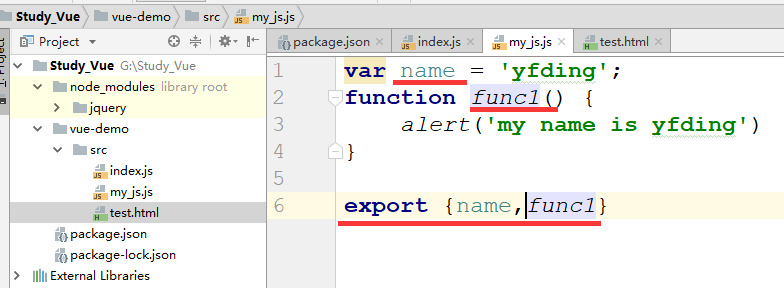 Study_Vue vue-demo src my_js.js
Project
Project
Study_Vue G:\Study_Vue
node_modules library root
jquery
vue-demo
src
index.js
my_js.js
test.html
package.json
package-lock.json
External Libraries
package.json index.js my_js.js test.html
1 var name = 'yfding';
2 function func1() {
3 alert('my name is yfding')
4 }
5
6 export {name,func1}